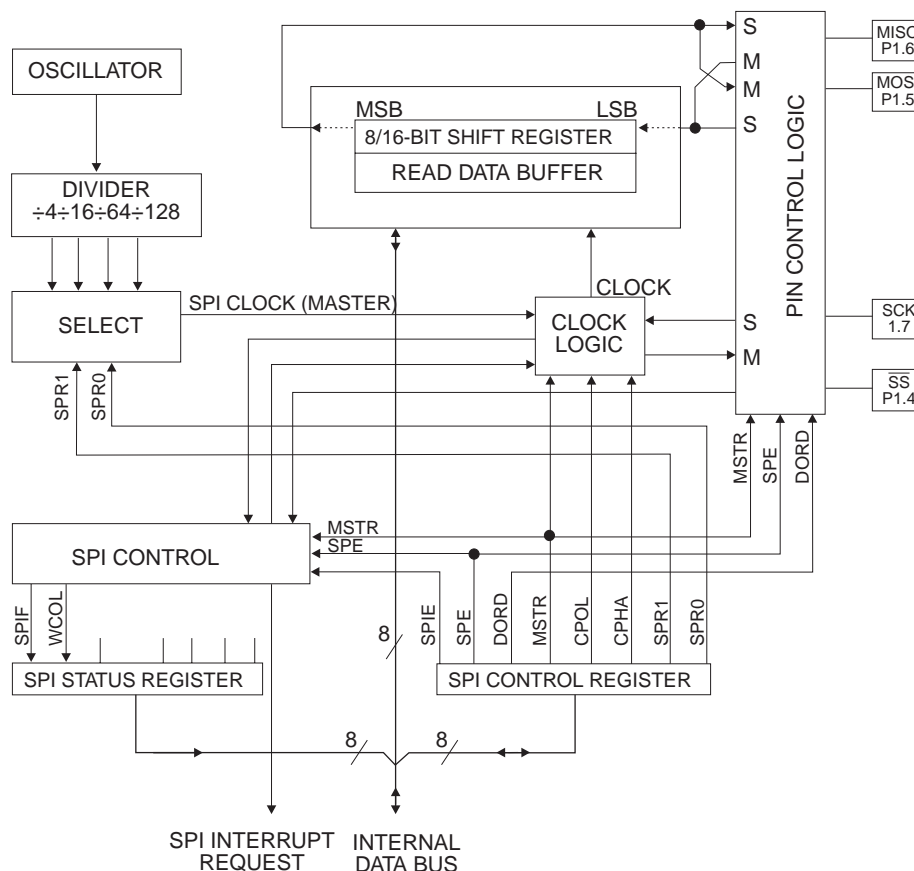 OSCILLATOR
DIVIDER
÷4÷16÷64÷128
SELECT
SPI CLOCK (MASTER)
SPR1
SPR0
MSB
LSB
8/16-BIT SHIFT REGISTER
READ DATA BUFFER
CLOCK
CLOCK
LOGIC
S
M
M
S
S
M
PIN CONTROL LOGIC
MISO
P1.6
MOSI
P1.5
SCK
1.7
SS
P1.4
MSTR
SPE
DORD
SPI CONTROL
MSTR
SPE
SPIF
WCOL
SPIE
SPE
DORD
MSTR
CPOL
CPHA
SPR1
SPR0
SPI STATUS REGISTER
SPI CONTROL REGISTER
8
8
8
SPI INTERRUPT
REQUEST
INTERNAL
DATA BUS